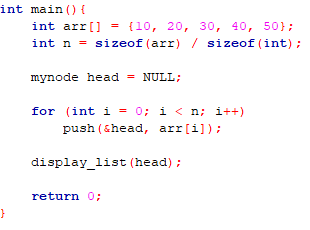 int main(){
int arr[] = {10, 20, 30, 40, 50};
int n = sizeof(arr) / sizeof(int);
mynode head = NULL;
for (int i = 0; i < n; i++)
push(&head, arr[i]);
display_list(head);
return 0;
}